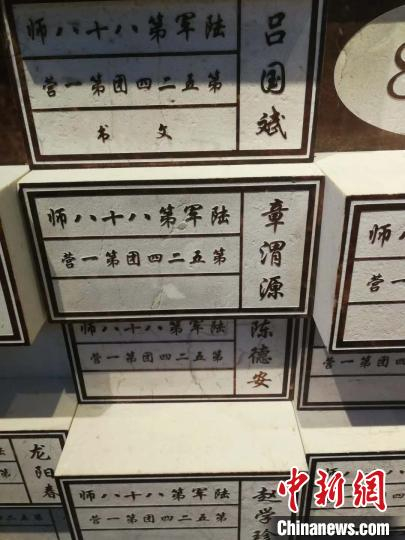 吕国斌
陆军第八十八师
第五二四团第一营
文书
章渭源
陆军第八十八师
第五二四团第一营
陈德安
陆军第八十八师
第五二四团第一营
龙阳春
赵学珍
陆军第八十八师
第五二四团第一营
中新网
Chinanews.com